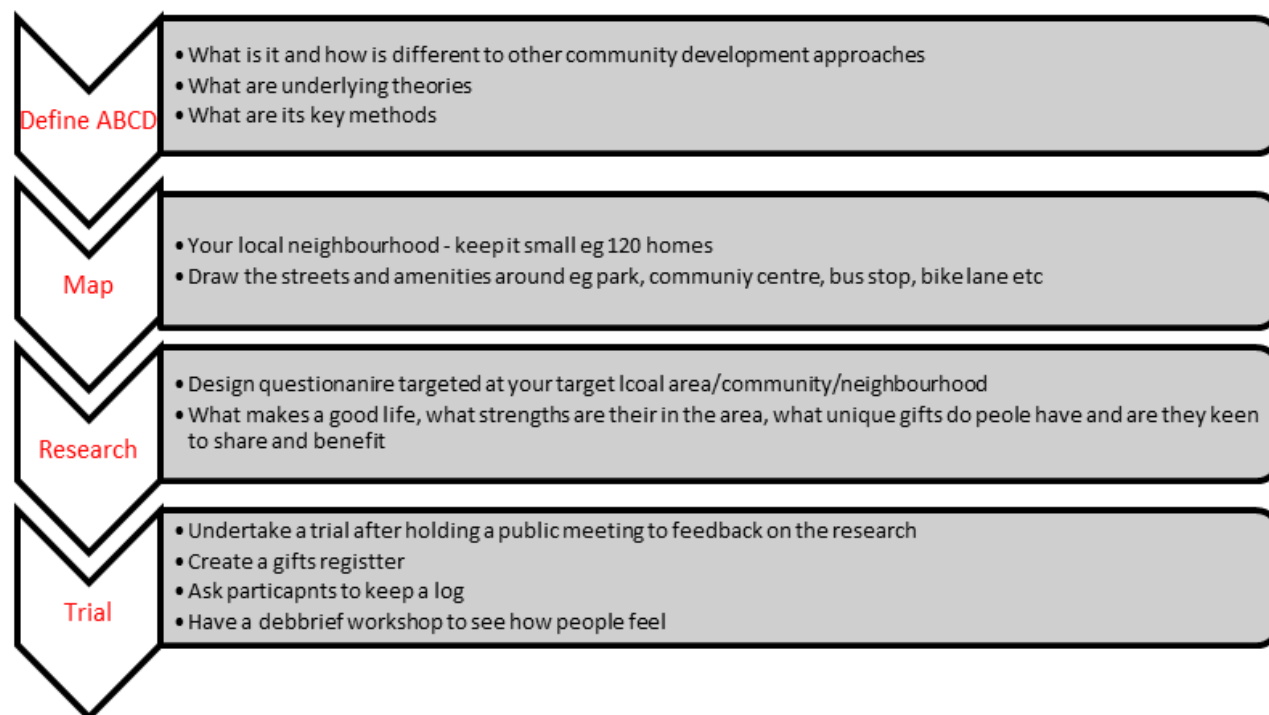 Define ABCD
• What is it and how is different to other community development approaches
• What are underlying theories
• What are its key methods
Map
• Your local neighbourhood - keep it small eg 120 homes
• Draw the streets and amenities around eg park, communiy centre, bus stop, bike lane etc
Research
• Design questionanire targeted at your target lcoal area/community/neighbourhood
• What makes a good life, what strengths are their in the area, what unique gifts do peole have and are they keen
to share and benefit
Trial
• Undertake a trial after holding a public meeting to feedback on the research
• Create a gifts registter
• Ask particapnts to keep a log
• Have a debbrief workshop to see how people feel